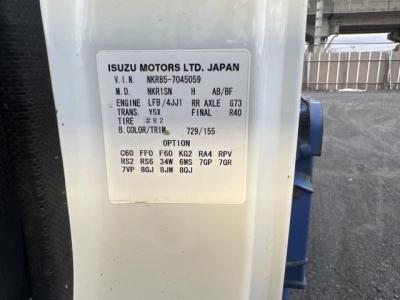 ISUZU MOTORS LTD. JAPAN
V.I.N. NKR85-7045059
M.D. NKR1SN H AB/BF
ENGINE LFB/4JJ1 RR AXLE G73
TRANS. Y5X FINAL R40
TIRE #82
B.COLOR/TRIM 729/155
OPTION
C60 FF0 F60 KG2 RA4 RPV
RS2 RS6 34W 6MS 7GP 7GR
7VP 8GJ 8JM 8QJ